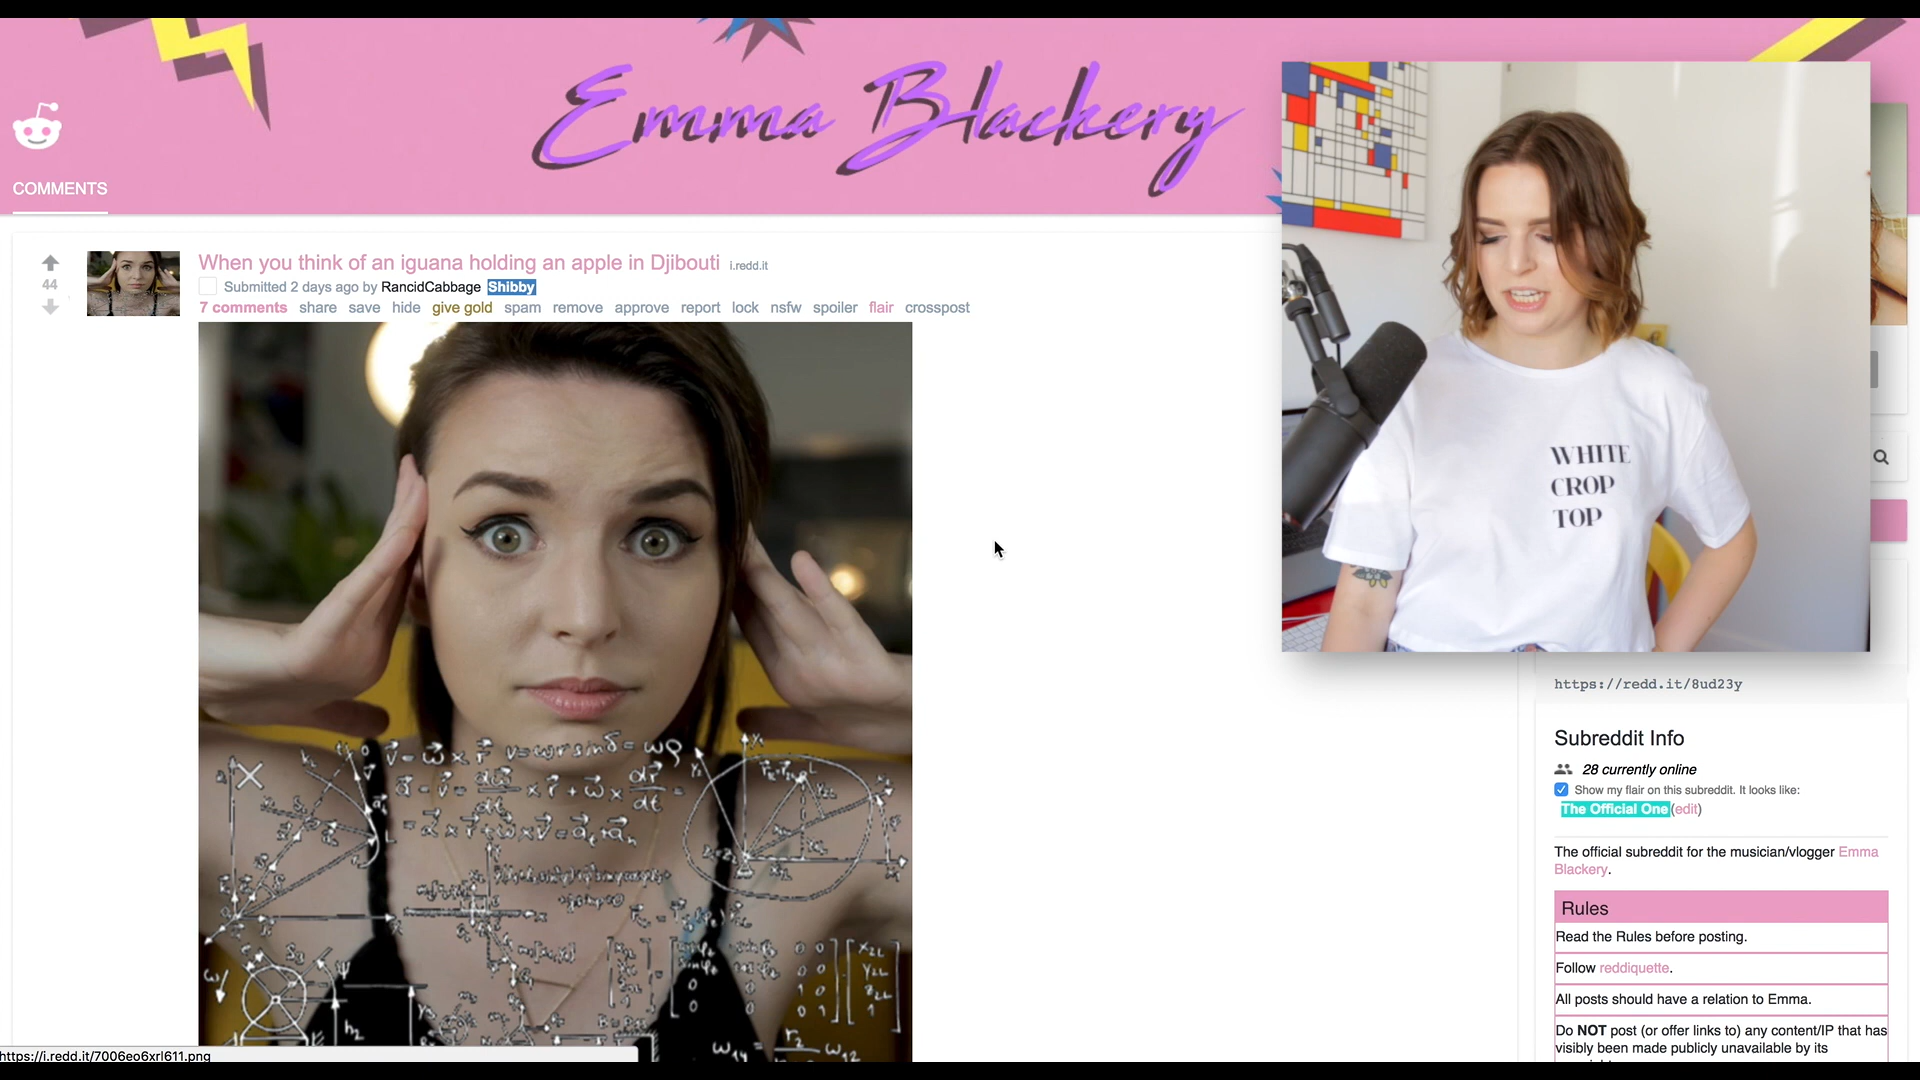 Emma Blackery
COMMENTS
44
When you think of an iguana holding an apple in Djibouti i.redd.it
Submitted 2 days ago by RancidCabbage Shibby
7 comments share save hide give gold spam remove approve report lock nsfw spoiler flair crosspost
WHITE
CROP
TOP
https://redd.it/8ud23y
Subreddit Info
28 currently online
Show my flair on this subreddit. It looks like:
The Official One (edit)
The official subreddit for the musician/vlogger Emma
Blackery.
Rules
Read the Rules before posting.
Follow reddiquette.
All posts should have a relation to Emma.
Do NOT post (or offer links to) any content/IP that has
visibly been made publicly unavailable by its
https://i.redd.it/7006eo6xrl611.png